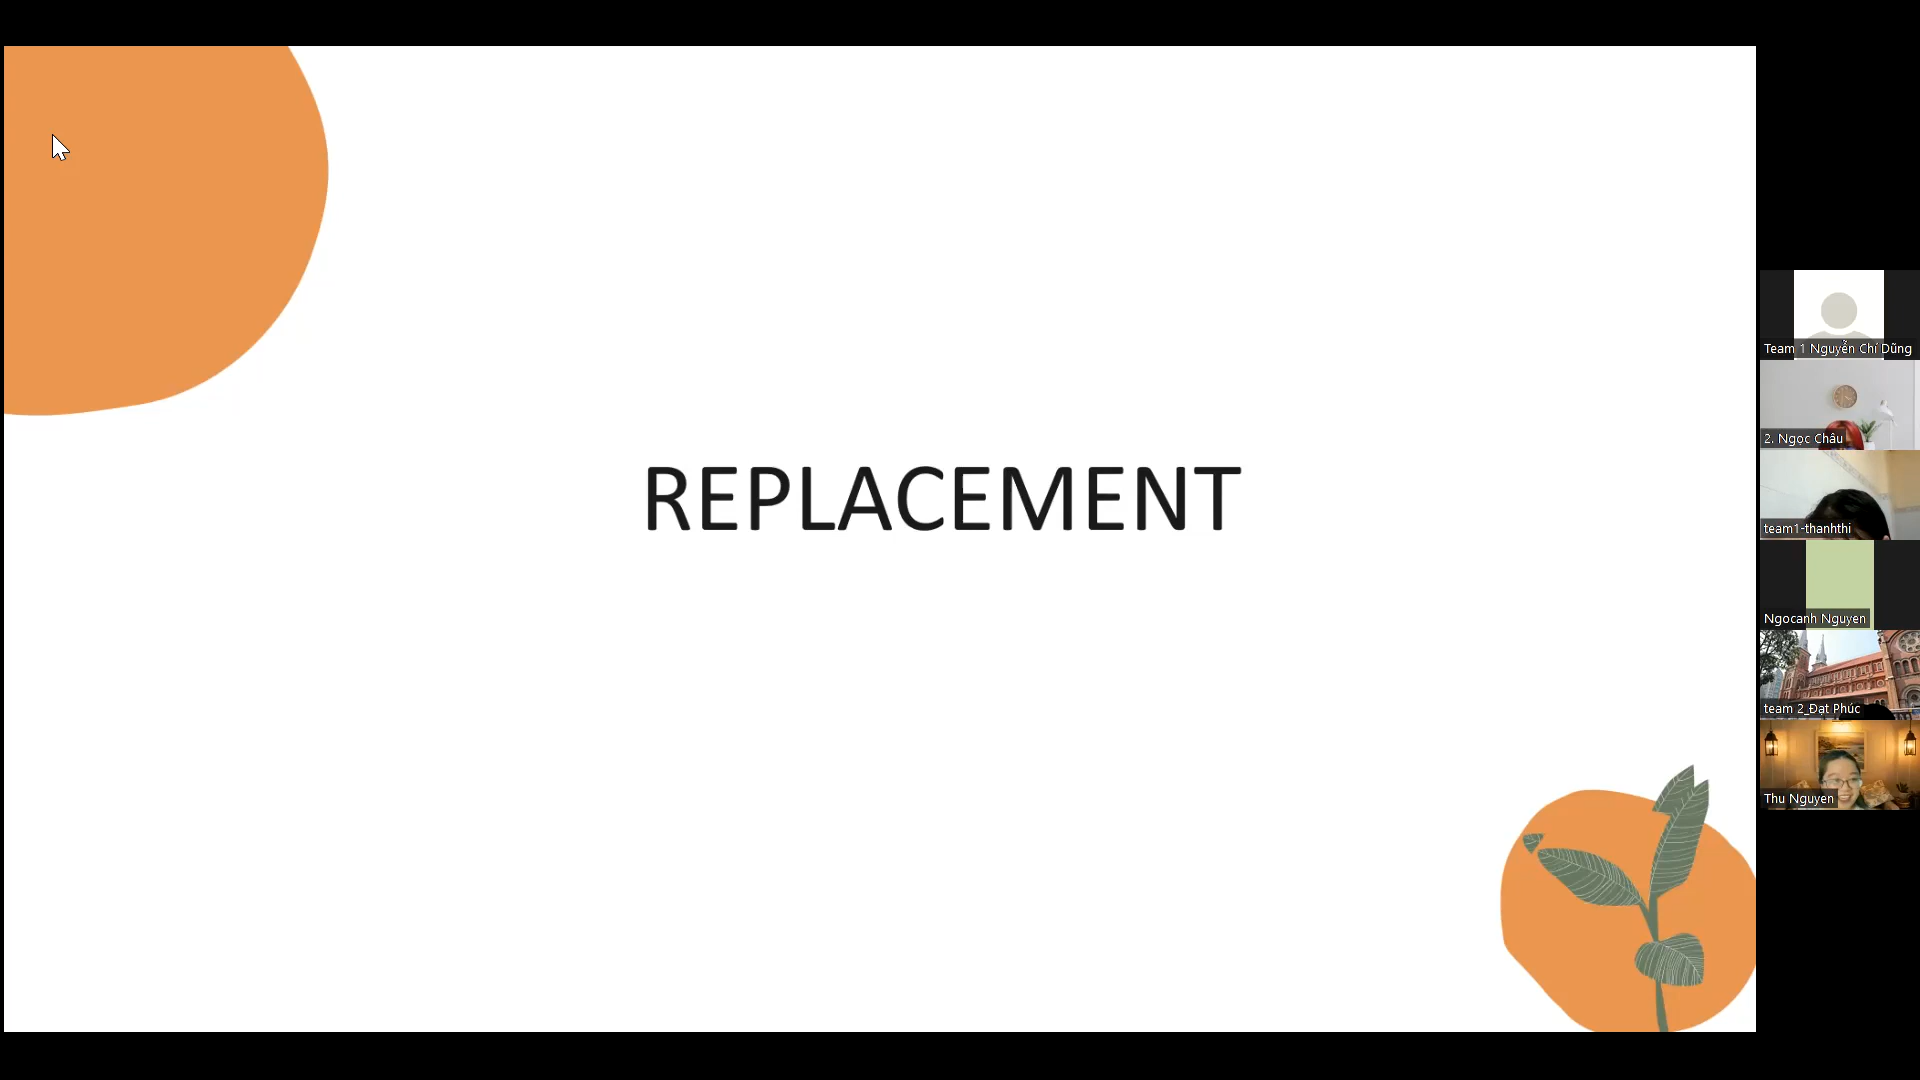 REPLACEMENT
Team 1 Nguyễn Chí Dũng
2. Ngọc Châu
team1-thanhthi
Ngocanh Nguyen
team 2_Đạt Phúc
Thu Nguyen